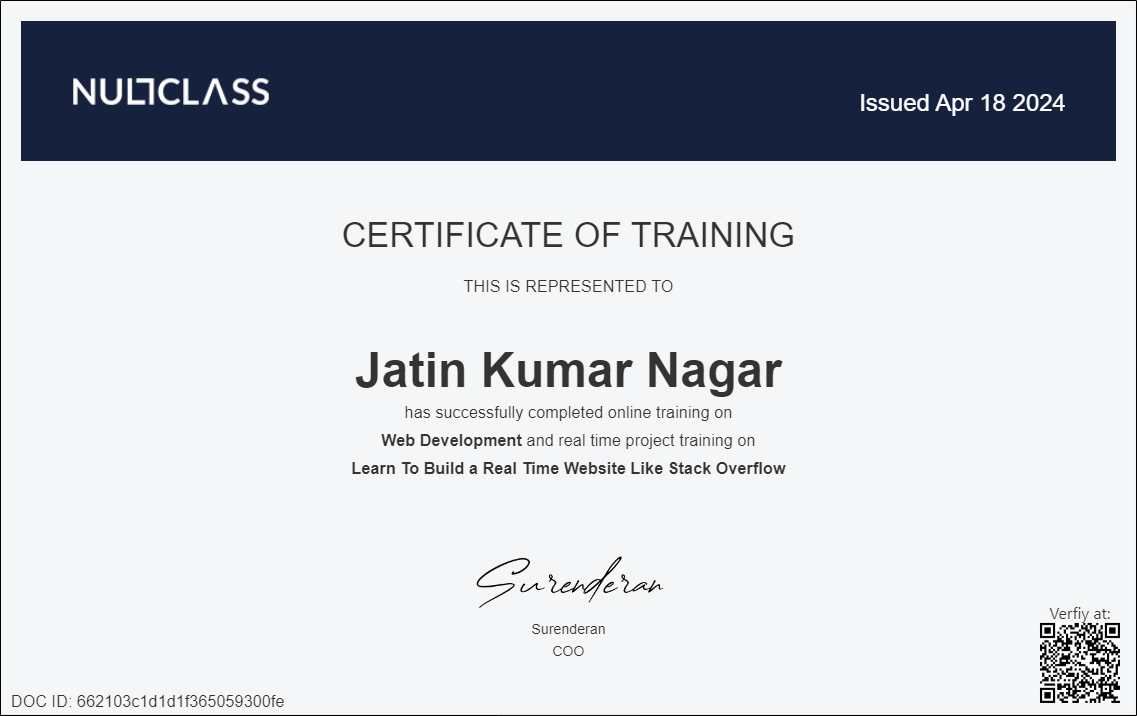 NULLCLASS
Issued Apr 18 2024
CERTIFICATE OF TRAINING
THIS IS REPRESENTED TO
Jatin Kumar Nagar
has successfully completed online training on
Web Development and real time project training on
Learn To Build a Real Time Website Like Stack Overflow
Surenderan
Surenderan
COO
Verfiy at:
DOC ID: 662103c1d1d1f365059300fe